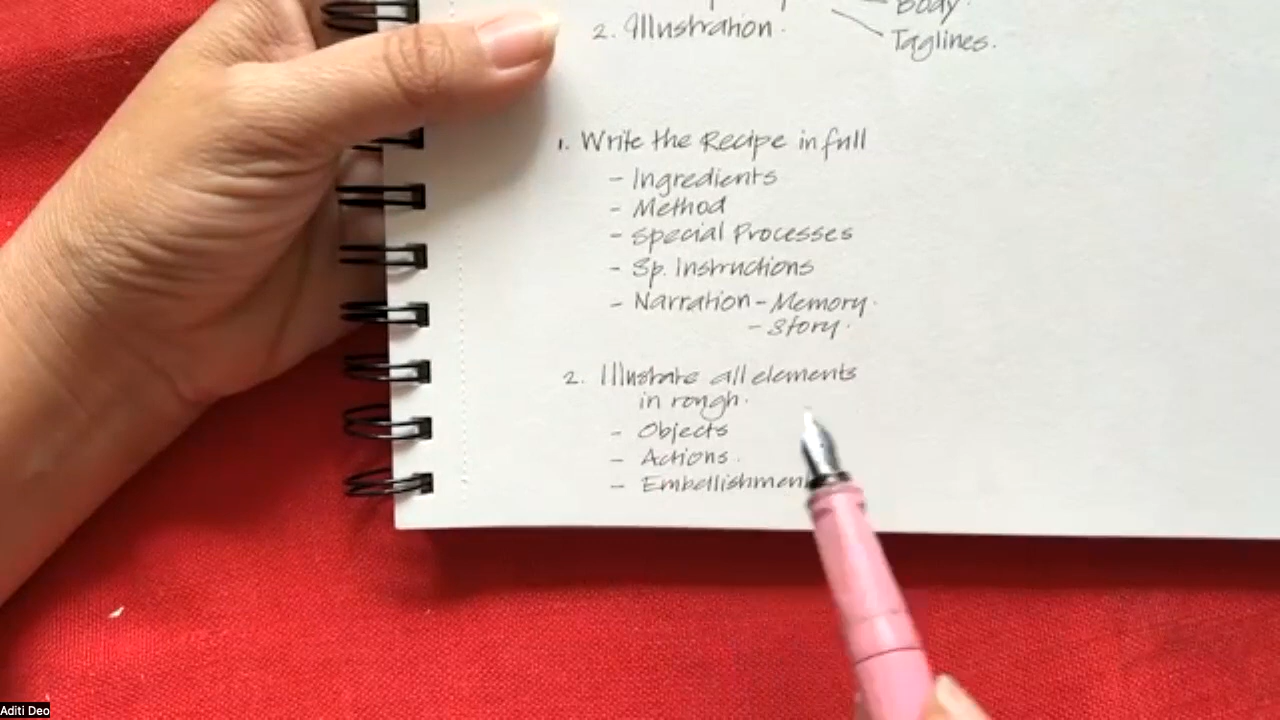 Body.
2. Illustration.
Taglines.
1. Write the Recipe in full
- Ingredients
- Method
- Special Processes
- Sp. Instructions
- Narration - Memory.
- Story.
2. Illustrate all elements
in rough.
- Objects
- Actions.
- Embellishmen
Aditi Deo